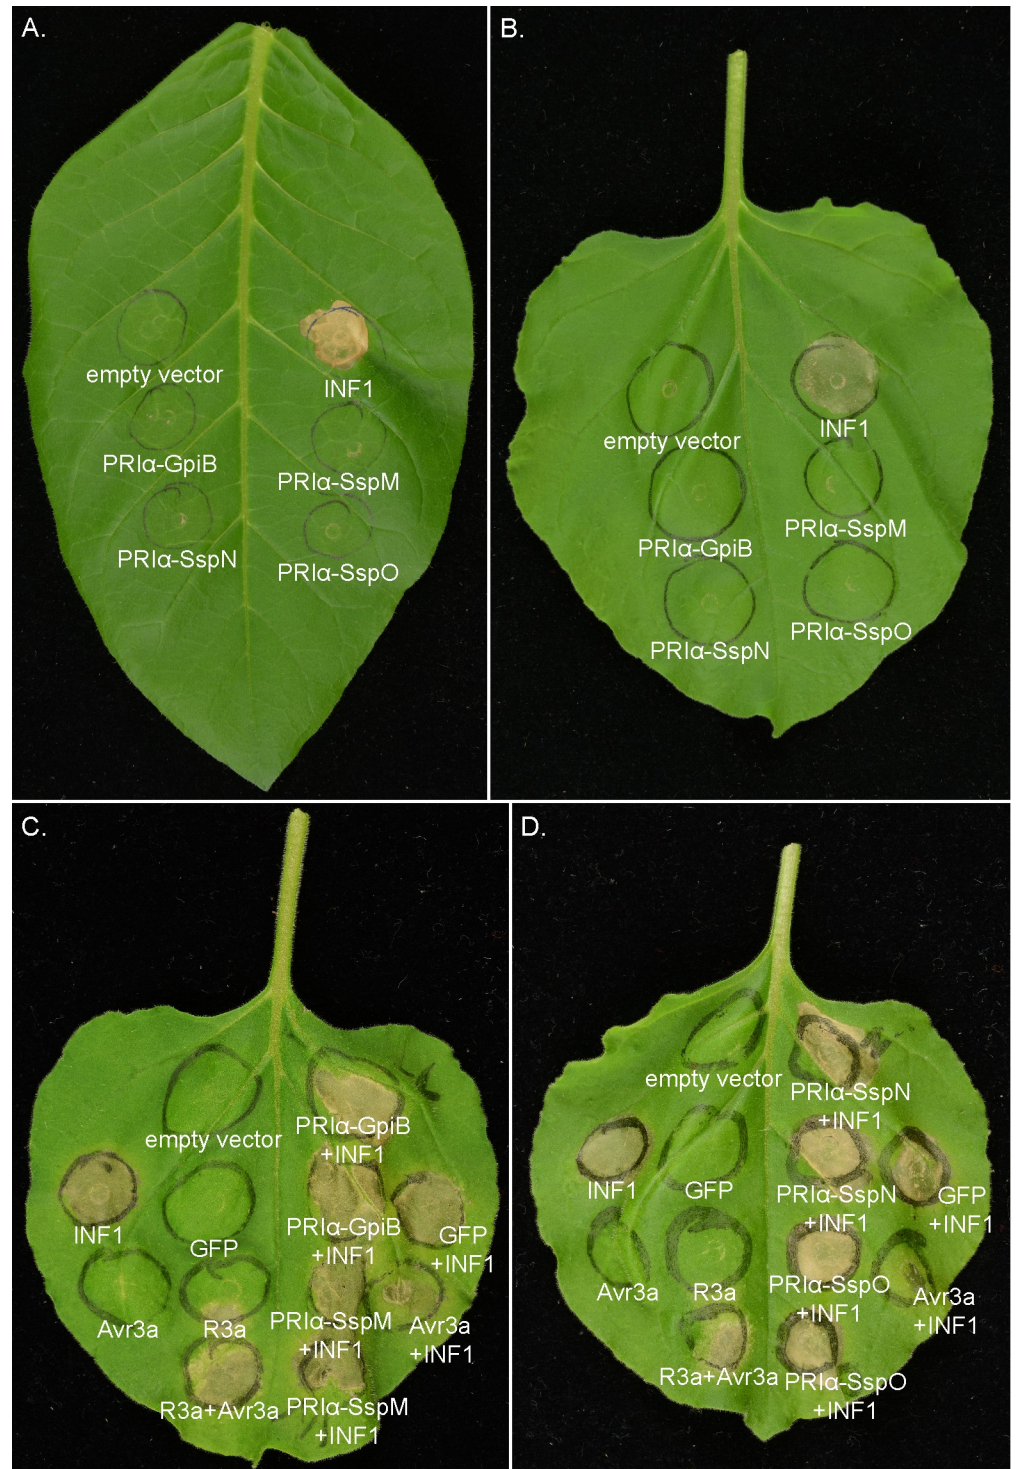 A.
empty vector
INF1
PRIα-GpiB
PRIα-SspM
PRIα-SspN
PRIα-SspO
B.
empty vector
INF1
PRIα-GpiB
PRIα-SspM
PRIα-SspN
PRIα-SspO
C.
empty vector
PRIα-GpiB
+INF1
INF1
GFP
PRIα-GpiB
+INF1
GFP
+INF1
Avr3a
R3a
PRIα-SspM
+INF1
Avr3a
+INF1
R3a+Avr3a
PRIα-SspM
+INF1
D.
empty vector
PRIα-SspN
+INF1
INF1
GFP
PRIα-SspN
+INF1
GFP
+INF1
Avr3a
R3a
PRIα-SspO
+INF1
Avr3a
+INF1
R3a+Avr3a
PRIα-SspO
+INF1